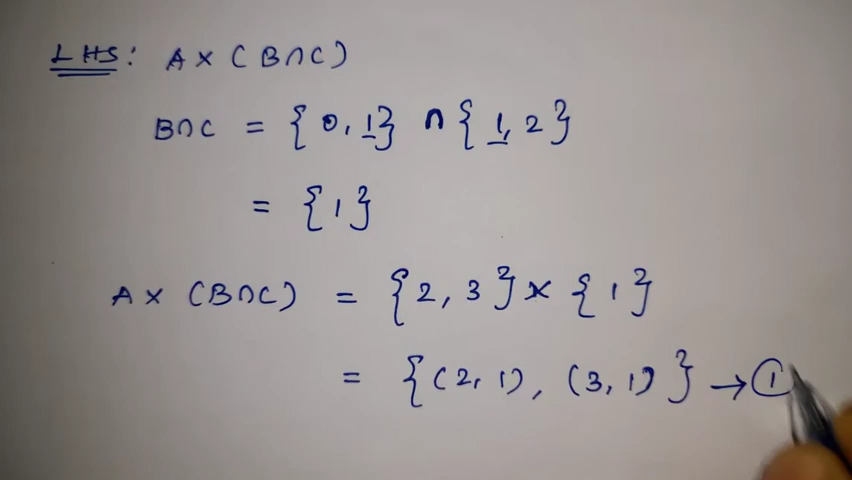 LHS: A × (B∩C)
B∩C = {0, 1} ∩ {1, 2}
= {1}
A × (B∩C) = {2, 3} × {1}
= {(2, 1), (3, 1)} → ①